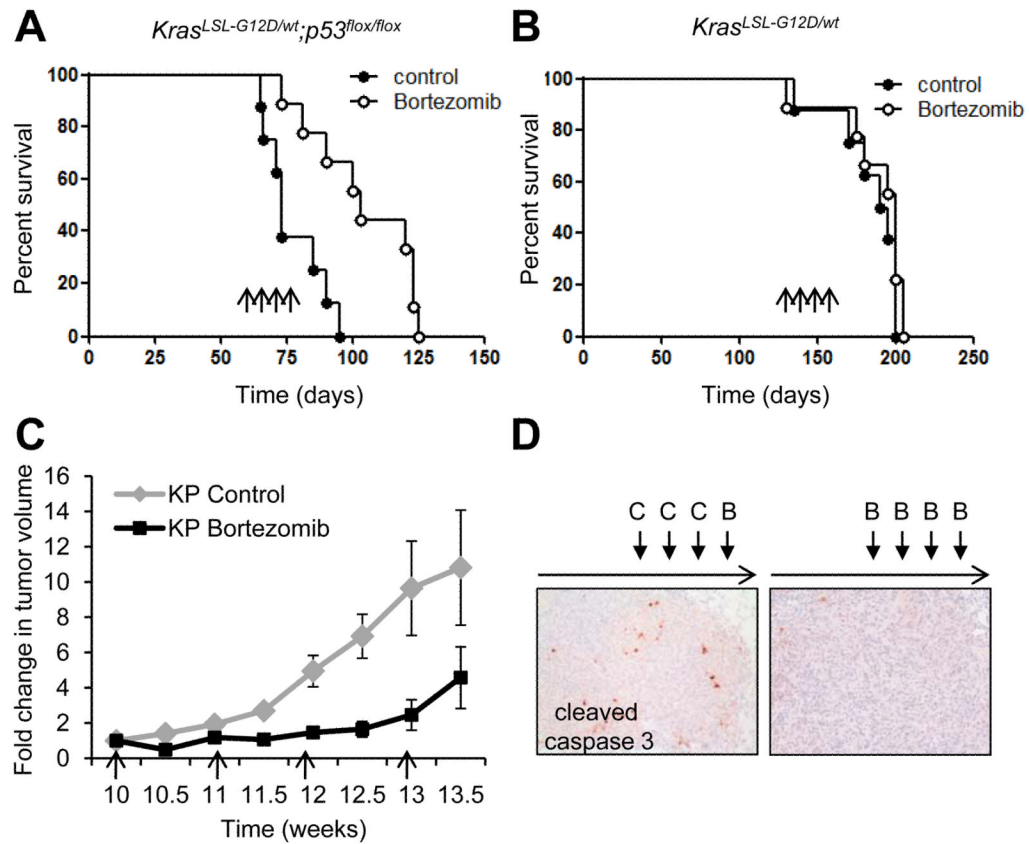 A
Kras^LSL-G12D/wt;p53^flox/flox
control
Bortezomib
Percent survival
100
80
60
40
20
0
0 25 50 75 100 125 150
Time (days)
B
Kras^LSL-G12D/wt
control
Bortezomib
Percent survival
100
80
60
40
20
0
0 50 100 150 200 250
Time (days)
C
KP Control
KP Bortezomib
Fold change in tumor volume
16
14
12
10
8
6
4
2
0
10 10.5 11 11.5 12 12.5 13 13.5
Time (weeks)
D
C C C B
B B B B
cleaved
caspase 3